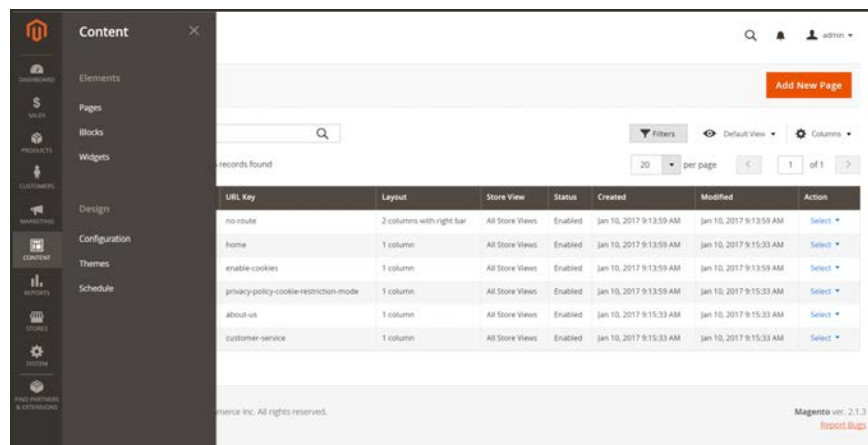 Content
admin
DASHBOARD
Elements
Add New Page
SALES
Pages
PRODUCTS
Blocks
Filters
Default View
Columns
Widgets
records found
20
per page
1
of 1
CUSTOMERS
URL Key
Layout
Store View
Status
Created
Modified
Action
MARKETING
Design
no-route
2 columns with right bar
All Store Views
Enabled
Jan 10, 2017 9:13:59 AM
Jan 10, 2017 9:13:59 AM
Select
CONTENT
Configuration
home
1 column
All Store Views
Enabled
Jan 10, 2017 9:13:59 AM
Jan 10, 2017 9:15:33 AM
Select
Themes
enable-cookies
1 column
All Store Views
Enabled
Jan 10, 2017 9:13:59 AM
Jan 10, 2017 9:13:59 AM
Select
REPORTS
Schedule
privacy-policy-cookie-restriction-mode
1 column
All Store Views
Enabled
Jan 10, 2017 9:13:59 AM
Jan 10, 2017 9:15:33 AM
Select
STORES
about-us
1 column
All Store Views
Enabled
Jan 10, 2017 9:15:33 AM
Jan 10, 2017 9:15:33 AM
Select
customer-service
1 column
All Store Views
Enabled
Jan 10, 2017 9:15:33 AM
Jan 10, 2017 9:15:33 AM
Select
SYSTEM
FIND PARTNERS
& EXTENSIONS
Inc. All rights reserved.
Magento ver. 2.1.3
Report Bugs